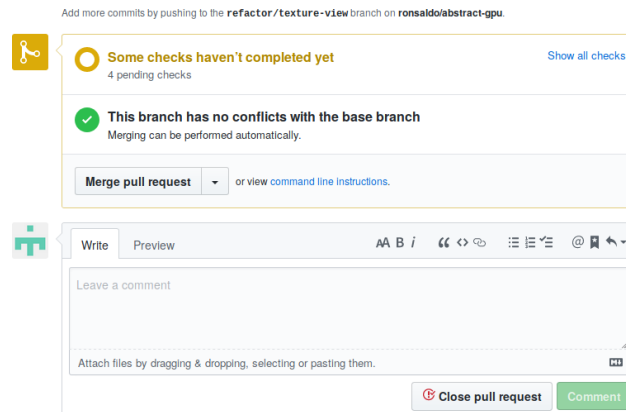 Add more commits by pushing to the refactor/texture-view branch on ronsaldo/abstract-gpu.
Some checks haven't completed yet
Show all checks
4 pending checks
This branch has no conflicts with the base branch
Merging can be performed automatically.
Merge pull request
or view command line instructions.
Write
Preview
AA B i
Leave a comment
Attach files by dragging & dropping, selecting or pasting them.
Close pull request
Comment